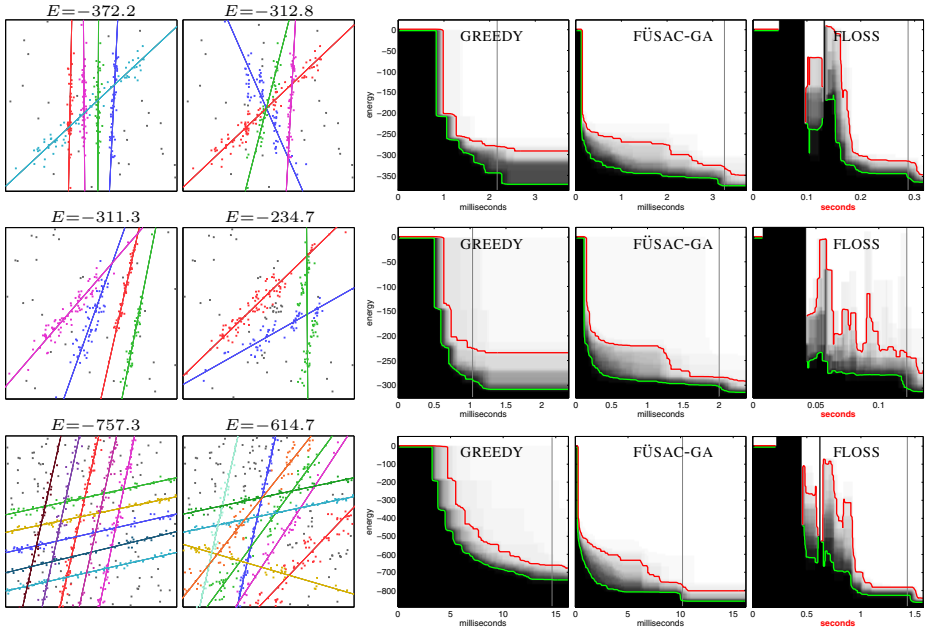 E=−372.2
E=−312.8
GREEDY
FÜSAC-GA
FLOSS
energy
0
−50
−100
−150
−200
−250
−300
−350
0 1 2 3
milliseconds
0 1 2 3
milliseconds
0 0.1 0.2 0.3
seconds
E=−311.3
E=−234.7
GREEDY
FÜSAC-GA
FLOSS
energy
0
−50
−100
−150
−200
−250
−300
0 0.5 1 1.5 2
milliseconds
0 0.5 1 1.5 2
milliseconds
0 0.05 0.1
seconds
E=−757.3
E=−614.7
GREEDY
FÜSAC-GA
FLOSS
energy
0
−100
−200
−300
−400
−500
−600
−700
−800
0 5 10 15
milliseconds
0 5 10 15
milliseconds
0 0.5 1 1.5
seconds